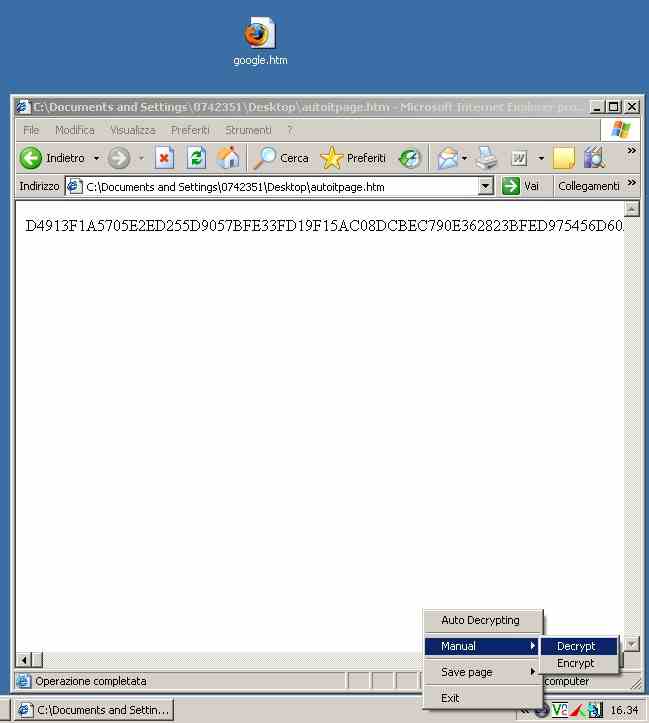 google.htm
C:\Documents and Settings\0742351\Desktop\autoitpage.htm - Microsoft Internet Explorer pro...
File Modifica Visualizza Preferiti Strumenti ?
Indietro Cerca Preferiti W »
Indirizzo C:\Documents and Settings\0742351\Desktop\autoitpage.htm Vai Collegamenti »
D4913F1A5705E2ED255D9057BFE33FD19F15AC08DCBEC790E362823BFED975456D60
Auto Decrypting
Manual Decrypt
Encrypt
Save page
Exit
Operazione completata computer
C:\Documents and Settin... « 16.34